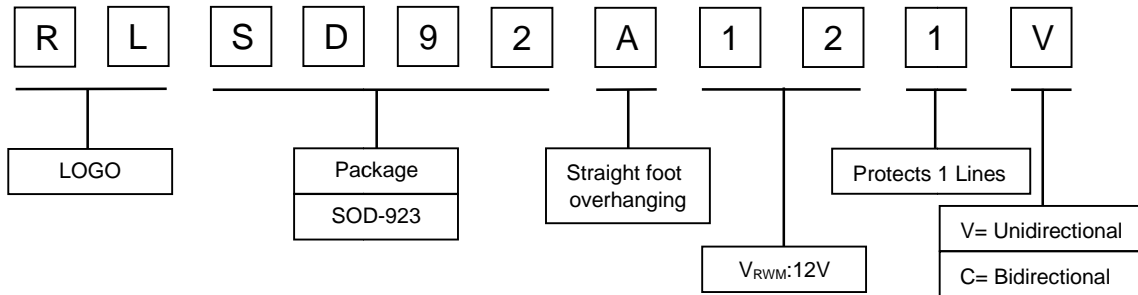 R L S D 9 2 A 1 2 1 V
LOGO
Package
SOD-923
Straight foot
overhanging
VRWM:12V
Protects 1 Lines
V= Unidirectional
C= Bidirectional